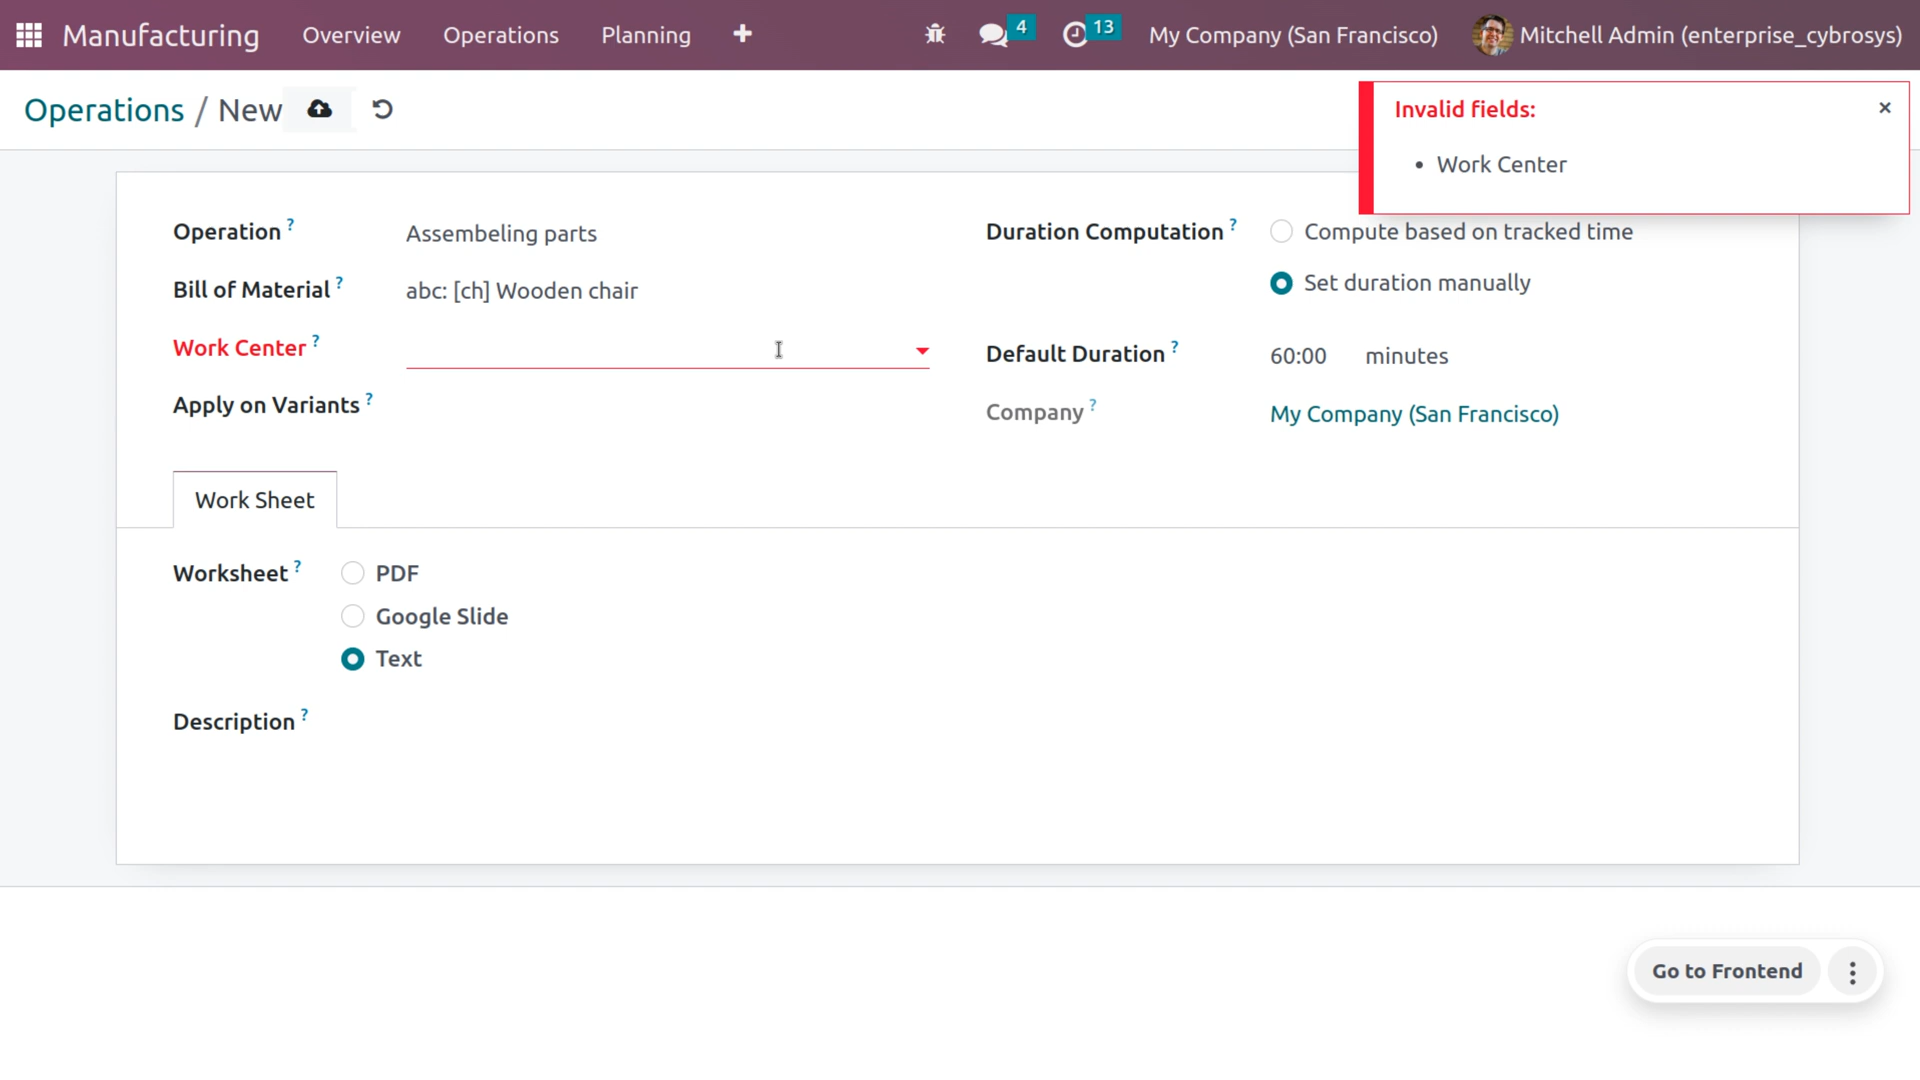 Manufacturing Overview Operations Planning 4 13 My Company (San Francisco) Mitchell Admin (enterprise_cybrosys)
Operations / New
Invalid fields:
• Work Center
Operation ? Assembeling parts
Duration Computation ? Compute based on tracked time
Set duration manually
Bill of Material ? abc: [ch] Wooden chair
Work Center ?
Default Duration ? 60:00 minutes
Apply on Variants ?
Company ? My Company (San Francisco)
Work Sheet
Worksheet ? PDF
Google Slide
Text
Description ?
Go to Frontend